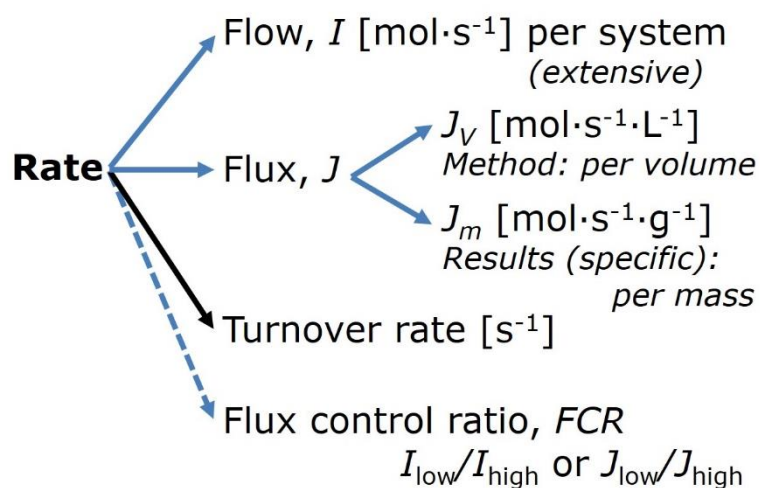 Flow, I [mol·s⁻¹] per system
(extensive)
Rate
Flux, J
J_V [mol·s⁻¹·L⁻¹]
Method: per volume
J_m [mol·s⁻¹·g⁻¹]
Results (specific):
per mass
Turnover rate [s⁻¹]
Flux control ratio, FCR
I_low/I_high or J_low/J_high